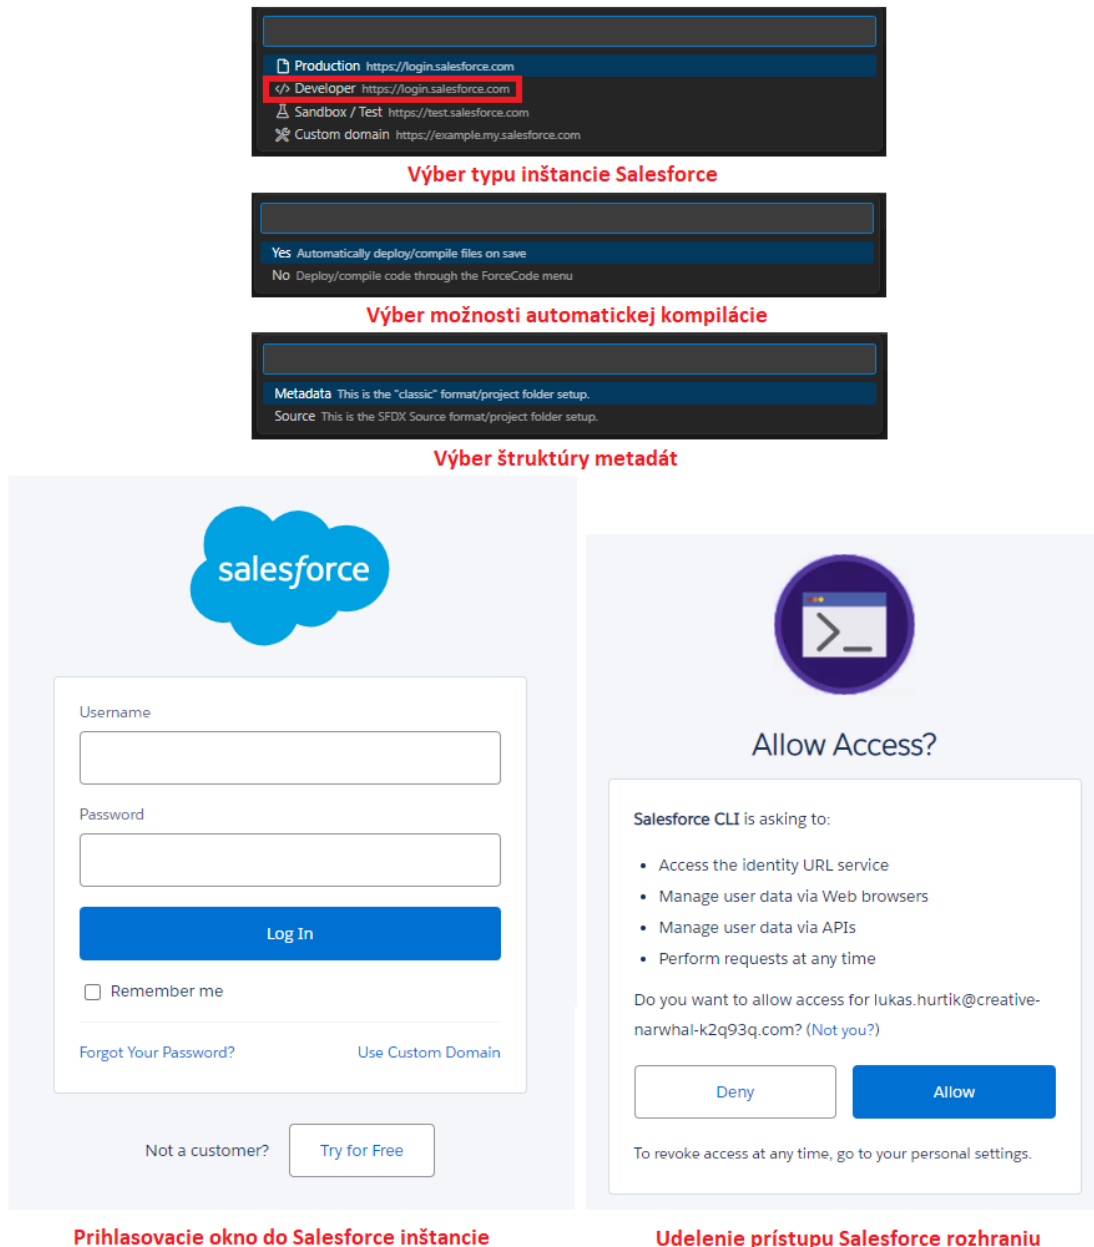 Production https://login.salesforce.com
</> Developer https://login.salesforce.com
Sandbox / Test https://test.salesforce.com
Custom domain https://example.my.salesforce.com
Výber typu inštancie Salesforce
Yes Automatically deploy/compile files on save
No Deploy/compile code through the ForceCode menu
Výber možnosti automatickej kompilácie
Metadata This is the "classic" format/project folder setup.
Source This is the SFDX Source format/project folder setup.
Výber štruktúry metadát
salesforce
Username
Password
Log In
Remember me
Forgot Your Password?
Use Custom Domain
Not a customer?
Try for Free
Prihlasovacie okno do Salesforce inštancie
>_
Allow Access?
Salesforce CLI is asking to:
• Access the identity URL service
• Manage user data via Web browsers
• Manage user data via APIs
• Perform requests at any time
Do you want to allow access for lukas.hurtik@creative-
narwhal-k2q93q.com? (Not you?)
Deny
Allow
To revoke access at any time, go to your personal settings.
Udelenie prístupu Salesforce rozhraniu